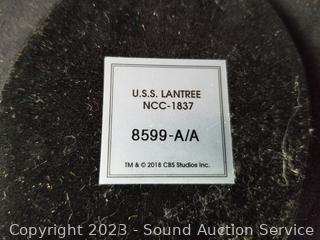 U.S.S. LANTREE
NCC-1837
8599-A/A
TM & © 2018 CBS Studios Inc.
Copyright 2023 - Sound Auction Service